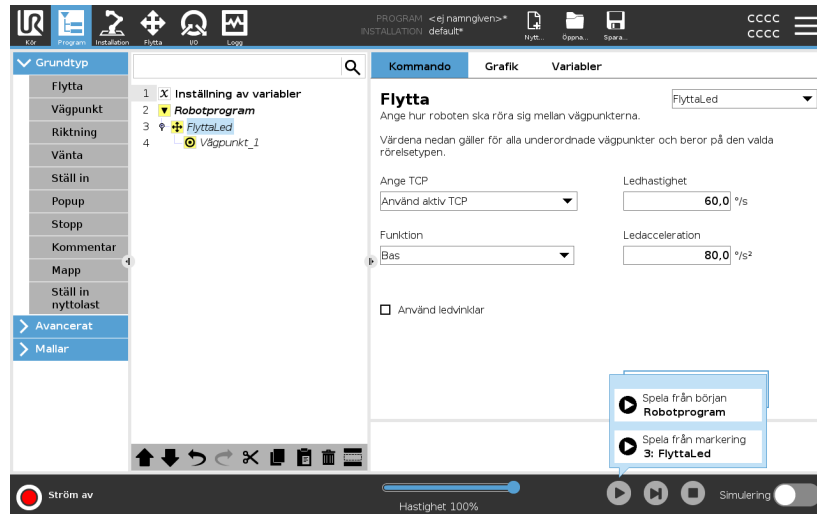 UR
PROGRAM <ej namngiven>*
INSTALLATION default*
Kör
Program
Installation
Flytta
I/O
Logg
Nytt...
Öppna...
Spara...
CCCC
CCCC
Grundtyp
Flytta
Vägpunkt
Riktning
Vänta
Ställ in
Popup
Stopp
Kommentar
Mapp
Ställ in
nyttolast
Avancerat
Mallar
1 X Inställning av variabler
2 Robotprogram
3 FlyttaLed
4 Vägpunkt_1
Kommando
Grafik
Variabler
Flytta
FlyttaLed
Ange hur roboten ska röra sig mellan vägpunkterna.
Värdena nedan gäller för alla underordnade vägpunkter och beror på den valda
rörelsetypen.
Ange TCP
Ledhastighet
Använd aktiv TCP
60,0 °/s
Funktion
Ledacceleration
Bas
80,0 °/s²
Använd ledvinklar
Spela från början
Robotprogram
Spela från markering
3: FlyttaLed
Ström av
Hastighet 100%
Simulering